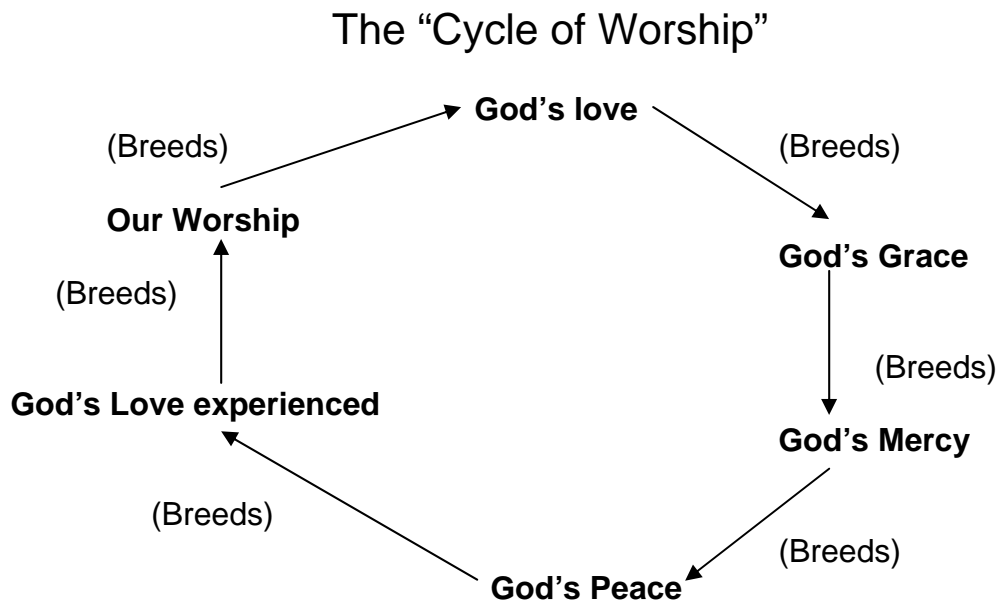 The “Cycle of Worship”
God’s love
(Breeds)
(Breeds)
Our Worship
God’s Grace
(Breeds)
(Breeds)
God’s Love experienced
God’s Mercy
(Breeds)
(Breeds)
God’s Peace